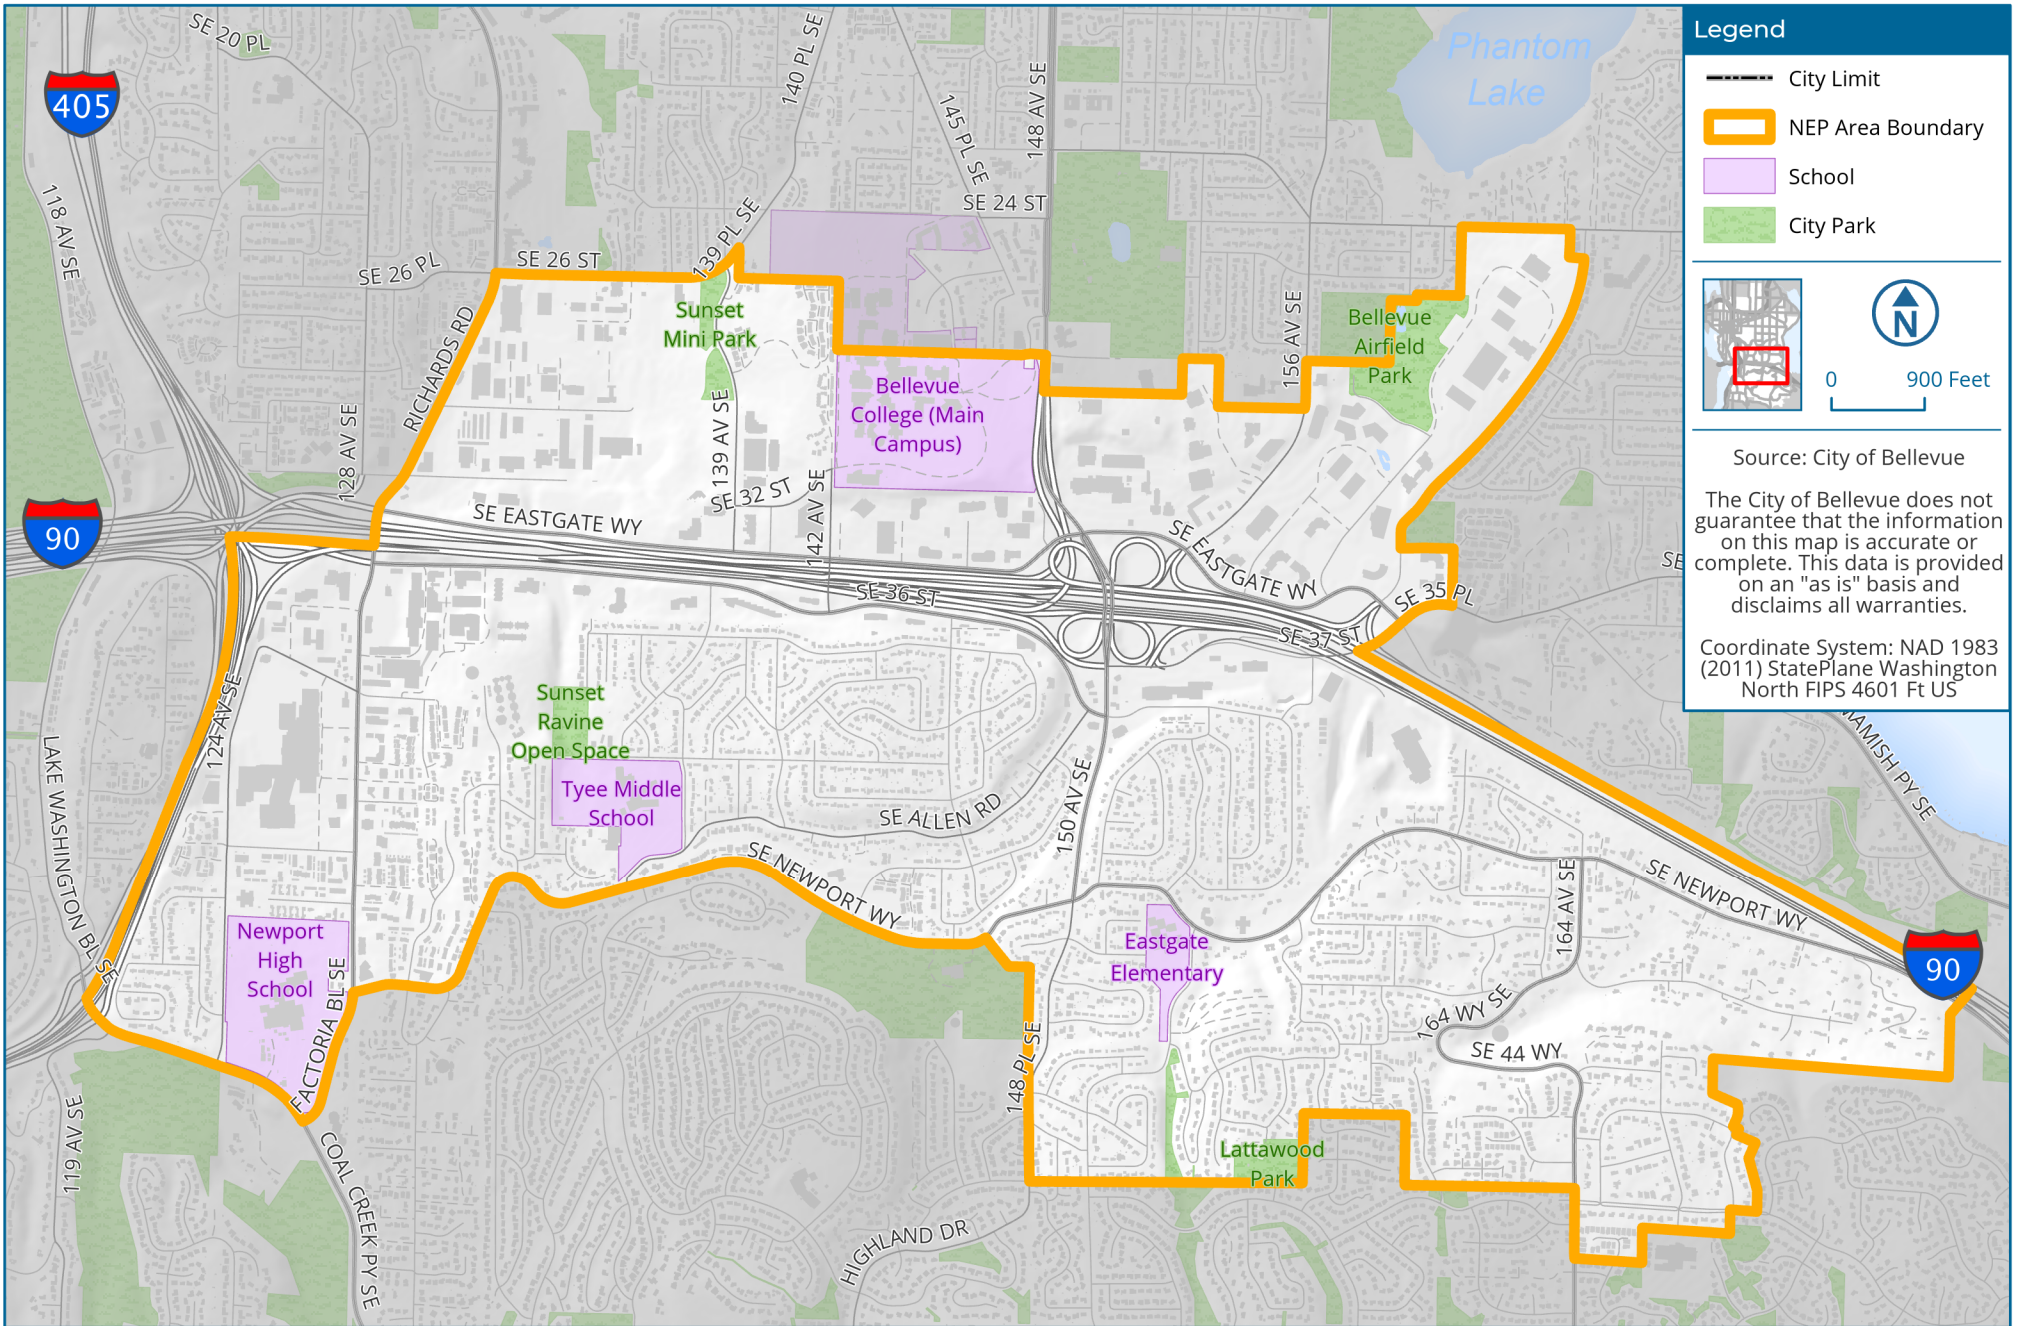 SE 20 PL
405
118 AV SE
SE 26 PL
SE 26 ST
139 PL SE
140 PL SE
145 PL SE
148 AV SE
SE 24 ST
Phantom
Lake
RICHARDS RD
128 AV SE
Sunset
Mini Park
139 AV SE
SE 32 ST
142 AV SE
Bellevue
College (Main
Campus)
156 AV SE
Bellevue
Airfield
Park
90
SE EASTGATE WY
SE 36 ST
SE EASTGATE WY
SE 35 PL
SE 37 ST
SE
124 AV SE
LAKE WASHINGTON BL SE
Sunset
Ravine
Open Space
Tyee Middle
School
SE ALLEN RD
150 AV SE
SE NEWPORT WY
Newport
High
School
FACTORIA BL SE
Eastgate
Elementary
164 AV SE
SE NEWPORT WY
MAMISH PY SE
90
164 WY SE
SE 44 WY
148 PL SE
Lattawood
Park
119 AV SE
COAL CREEK PY SE
HIGHLAND DR
Legend
City Limit
NEP Area Boundary
School
City Park
N
0 900 Feet
Source: City of Bellevue
The City of Bellevue does not
guarantee that the information
on this map is accurate or
complete. This data is provided
on an "as is" basis and
disclaims all warranties.
Coordinate System: NAD 1983
(2011) StatePlane Washington
North FIPS 4601 Ft US